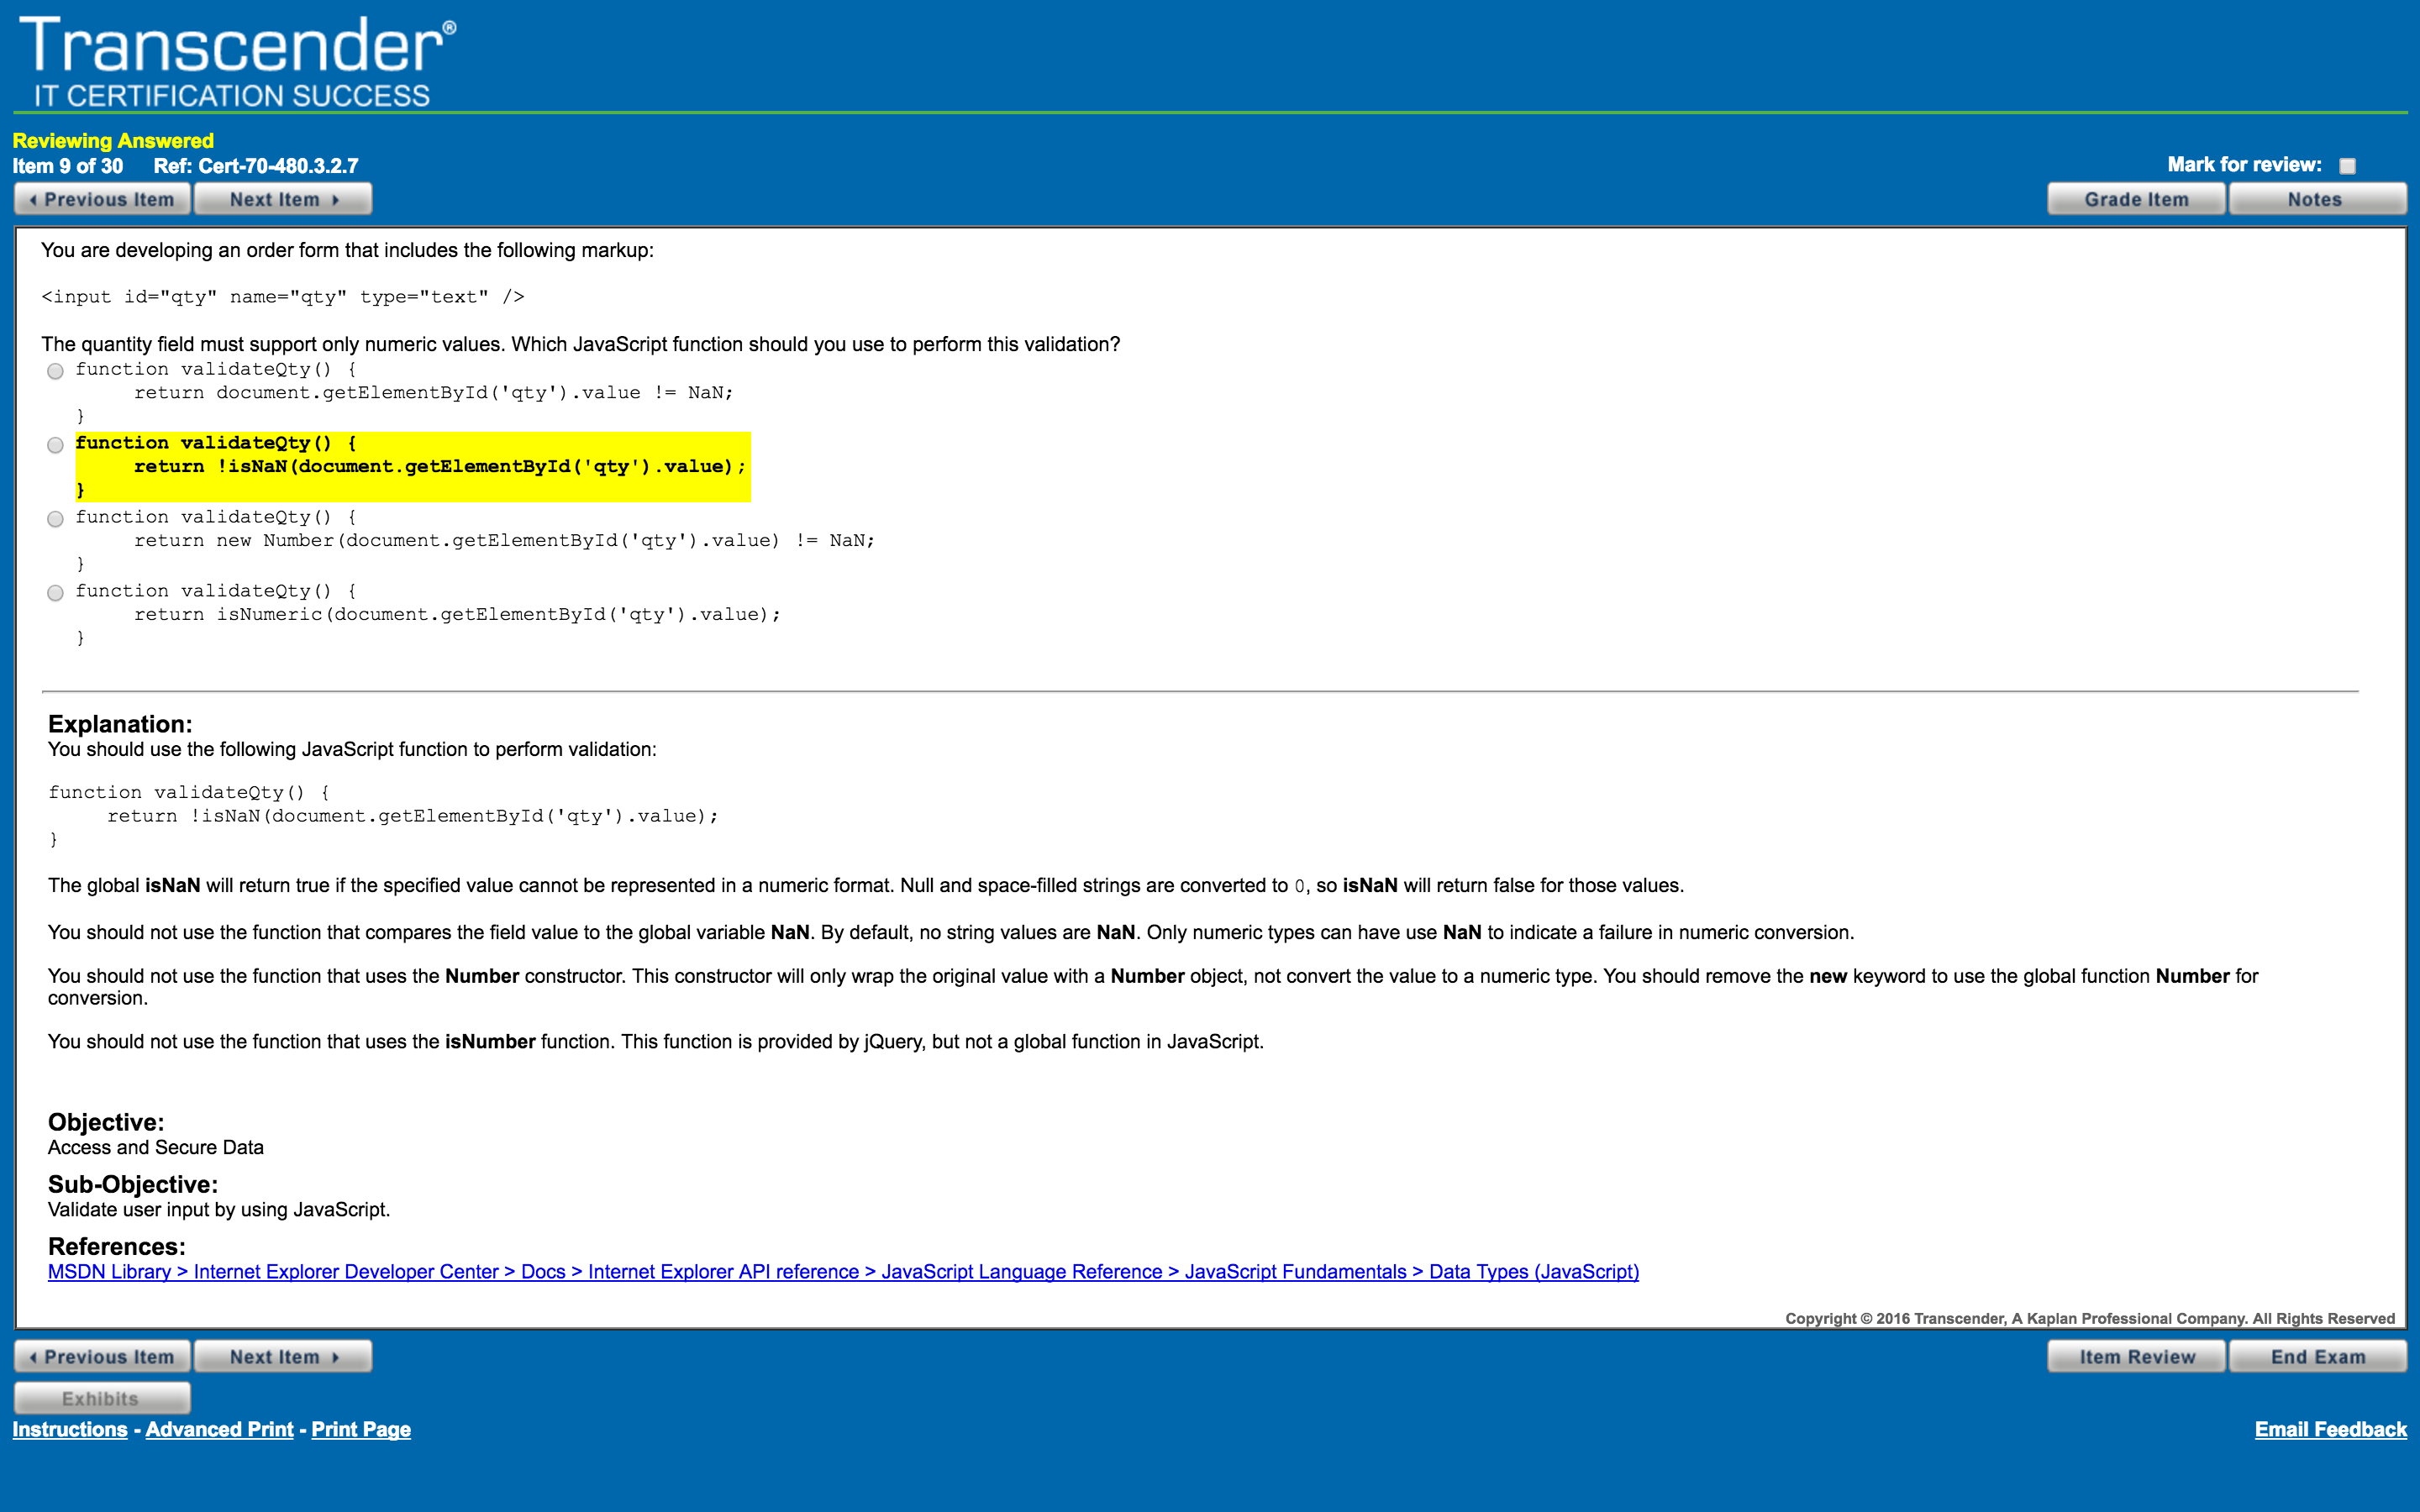 Transcender®
IT CERTIFICATION SUCCESS
Reviewing Answered
Item 9 of 30 Ref: Cert-70-480.3.2.7
Mark for review:
Previous Item Next Item
Grade Item Notes
You are developing an order form that includes the following markup:
<input id="qty" name="qty" type="text" />
The quantity field must support only numeric values. Which JavaScript function should you use to perform this validation?
function validateQty() {
return document.getElementById('qty').value != NaN;
}
function validateQty() {
return !isNaN(document.getElementById('qty').value);
}
function validateQty() {
return new Number(document.getElementById('qty').value) != NaN;
}
function validateQty() {
return isNumeric(document.getElementById('qty').value);
}
Explanation:
You should use the following JavaScript function to perform validation:
function validateQty() {
return !isNaN(document.getElementById('qty').value);
}
The global isNaN will return true if the specified value cannot be represented in a numeric format. Null and space-filled strings are converted to 0, so isNaN will return false for those values.
You should not use the function that compares the field value to the global variable NaN. By default, no string values are NaN. Only numeric types can have use NaN to indicate a failure in numeric conversion.
You should not use the function that uses the Number constructor. This constructor will only wrap the original value with a Number object, not convert the value to a numeric type. You should remove the new keyword to use the global function Number for
conversion.
You should not use the function that uses the isNumber function. This function is provided by jQuery, but not a global function in JavaScript.
Objective:
Access and Secure Data
Sub-Objective:
Validate user input by using JavaScript.
References:
MSDN Library > Internet Explorer Developer Center > Docs > Internet Explorer API reference > JavaScript Language Reference > JavaScript Fundamentals > Data Types (JavaScript)
Copyright © 2016 Transcender, A Kaplan Professional Company. All Rights Reserved
Previous Item Next Item
Item Review End Exam
Exhibits
Instructions - Advanced Print - Print Page
Email Feedback